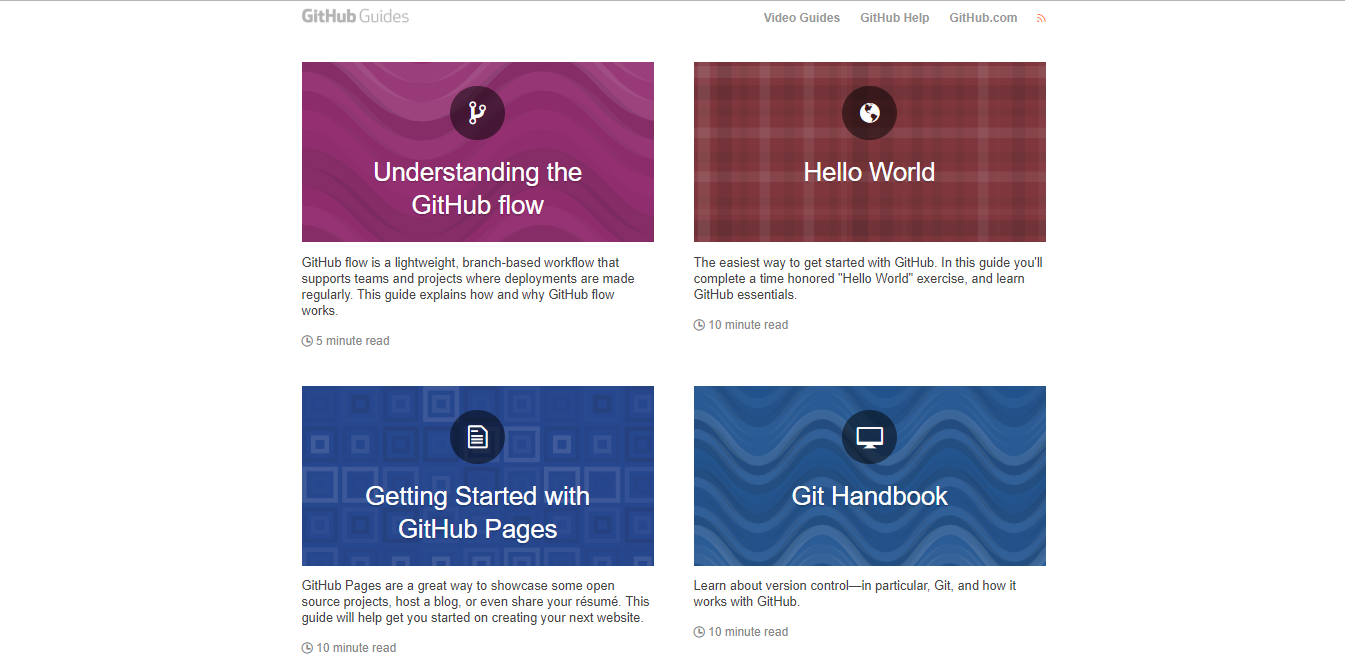 GitHub Guides
Video Guides GitHub Help GitHub.com
Understanding the
GitHub flow
GitHub flow is a lightweight, branch-based workflow that
supports teams and projects where deployments are made
regularly. This guide explains how and why GitHub flow
works.
5 minute read
Hello World
The easiest way to get started with GitHub. In this guide you'll
complete a time honored "Hello World" exercise, and learn
GitHub essentials.
10 minute read
Getting Started with
GitHub Pages
GitHub Pages are a great way to showcase some open
source projects, host a blog, or even share your résumé. This
guide will help get you started on creating your next website.
10 minute read
Git Handbook
Learn about version control—in particular, Git, and how it
works with GitHub.
10 minute read